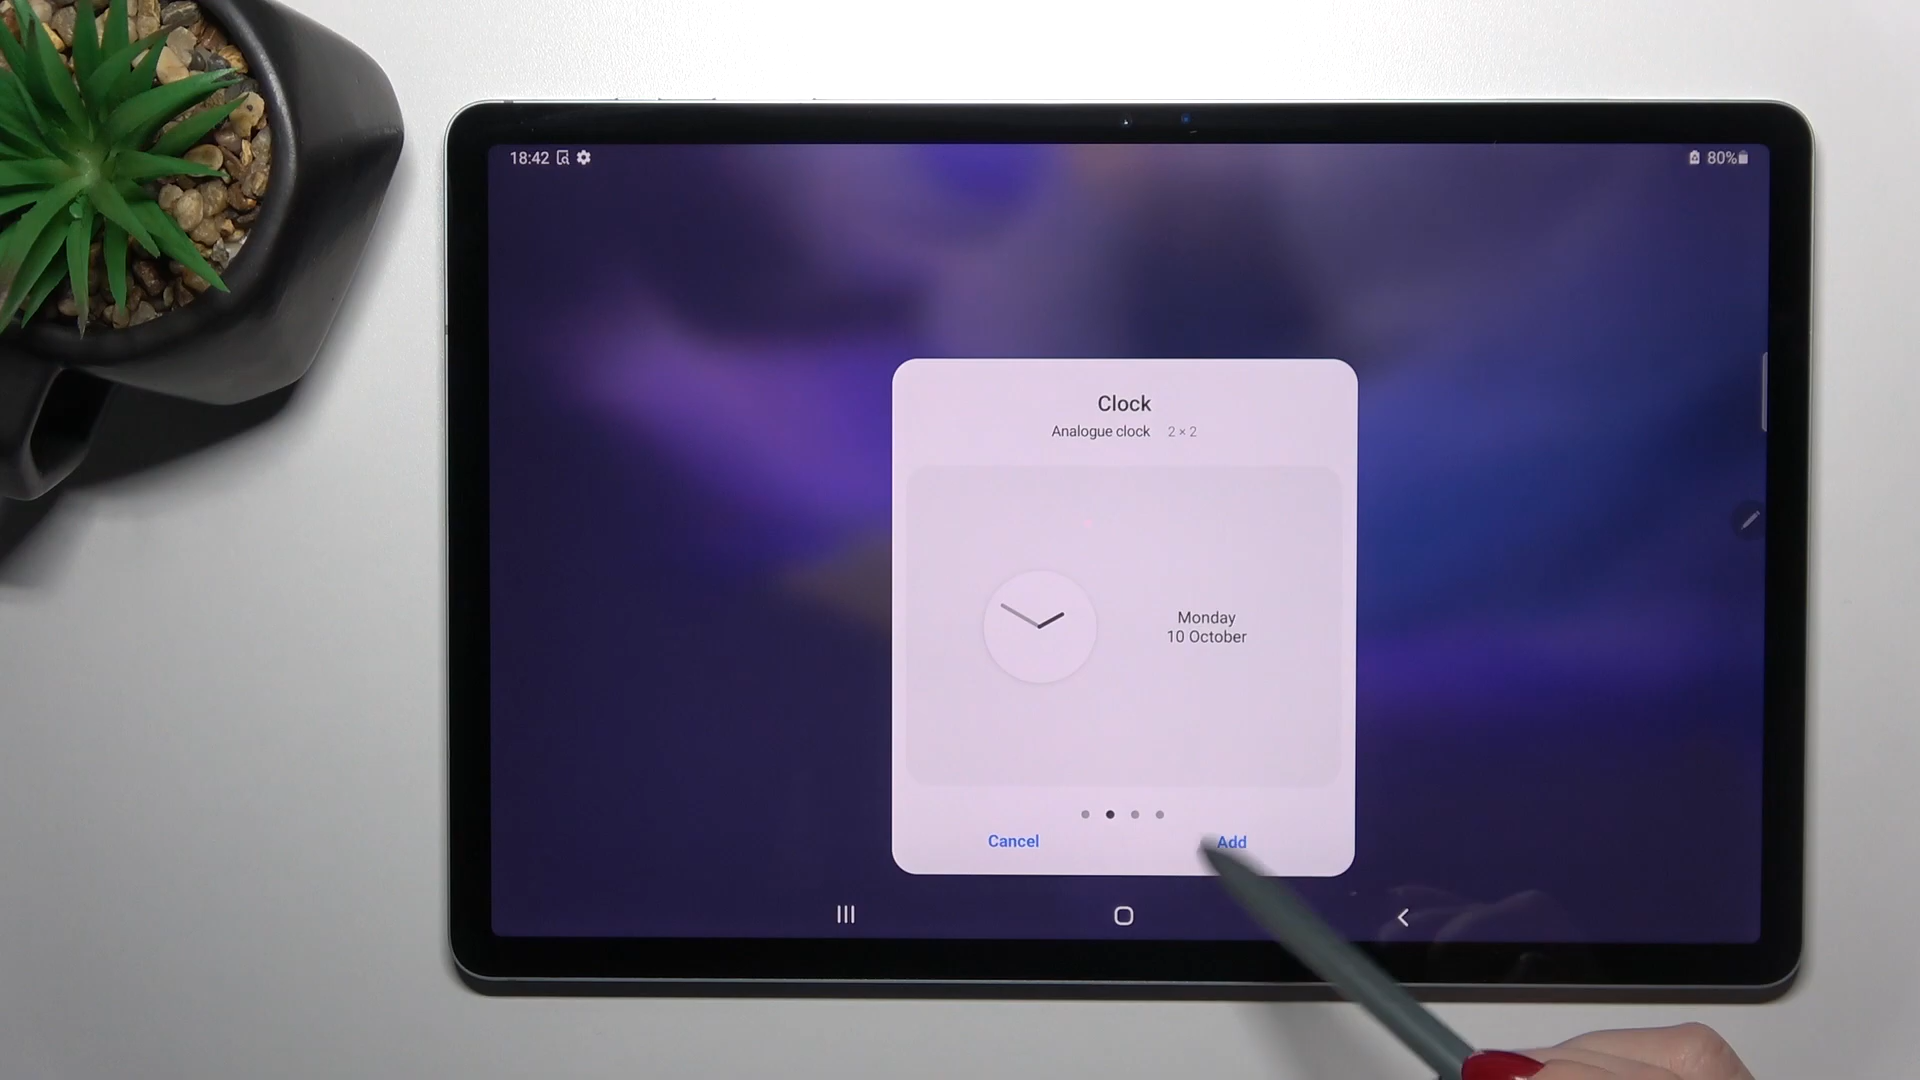 18:42
80%
Clock
Analogue clock 2 × 2
Monday
10 October
Cancel
Add